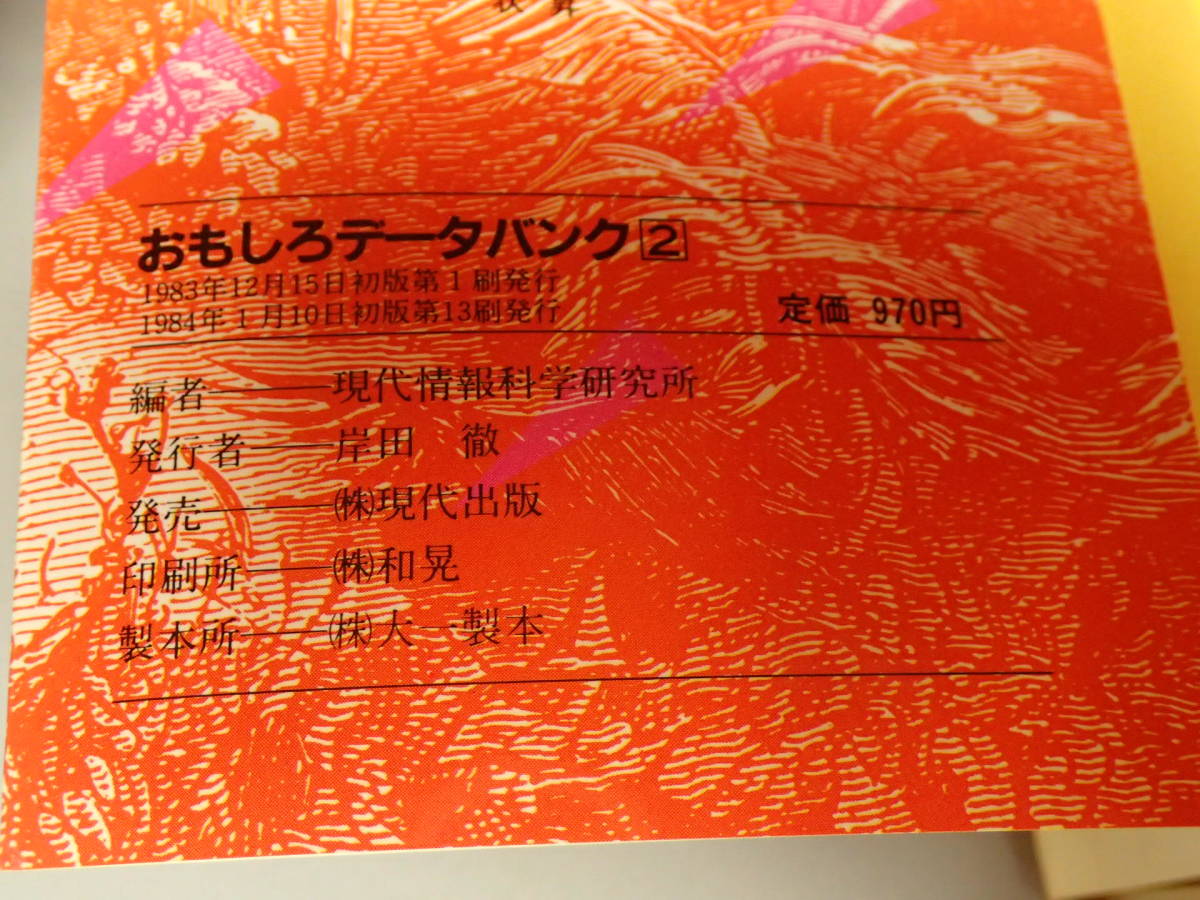 おもしろデータバンク2
1983年12月15日初版第1刷発行
1984年1月10日初版第13刷発行
定価 970円
編者――現代情報科学研究所
発行者――岸田 徹
発売――㈱現代出版
印刷所――㈱和晃
製本所――㈱大一製本